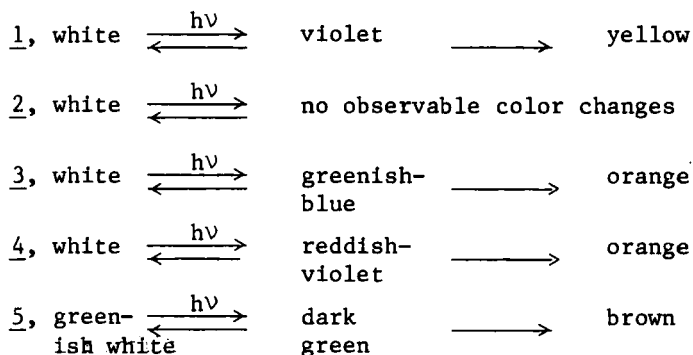 hν
1, white violet yellow
hν
2, white no observable color changes
hν
3, white greenish- orange
blue
hν
4, white reddish- orange
violet
hν
5, green- dark brown
ish white green